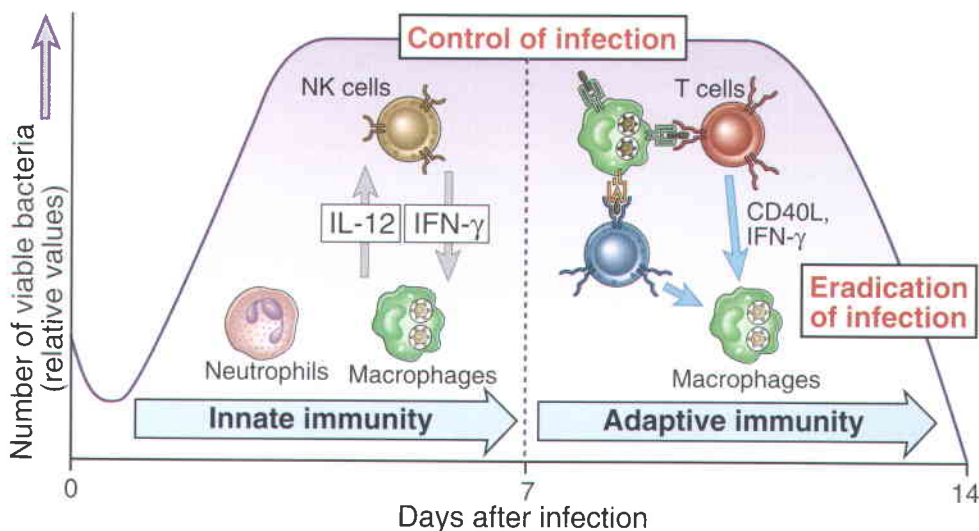 Number of viable bacteria
(relative values)
Control of infection
NK cells
T cells
IL-12
IFN-γ
CD40L,
IFN-γ
Eradication
of infection
Neutrophils
Macrophages
Macrophages
Innate immunity
Adaptive immunity
0
7
14
Days after infection